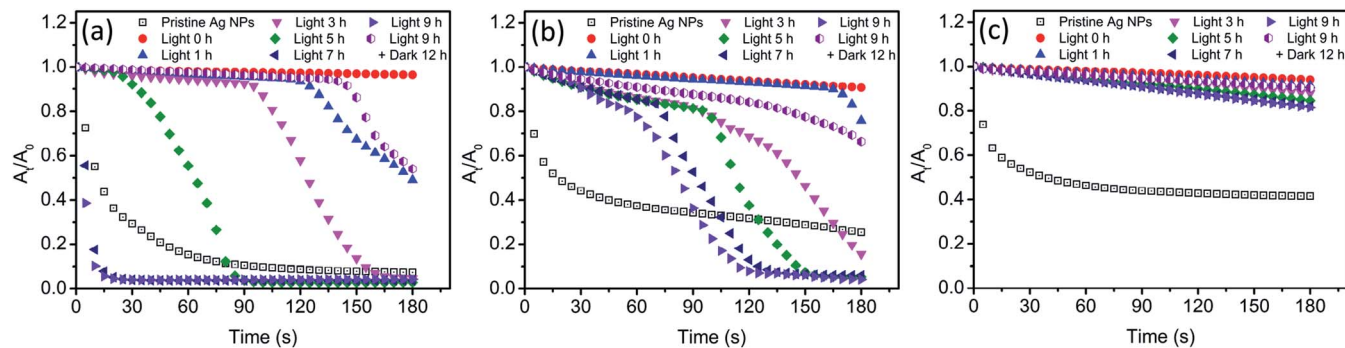 (a)
Pristine Ag NPs
Light 0 h
Light 1 h
Light 3 h
Light 5 h
Light 7 h
Light 9 h
Light 9 h
+ Dark 12 h
1.2
1.0
0.8
0.6
0.4
0.2
0.0
At/A0
0 30 60 90 120 150 180
Time (s)
(b)
Pristine Ag NPs
Light 0 h
Light 1 h
Light 3 h
Light 5 h
Light 7 h
Light 9 h
Light 9 h
+ Dark 12 h
1.2
1.0
0.8
0.6
0.4
0.2
0.0
At/A0
0 30 60 90 120 150 180
Time (s)
(c)
Pristine Ag NPs
Light 0 h
Light 1 h
Light 3 h
Light 5 h
Light 7 h
Light 9 h
Light 9 h
+ Dark 12 h
1.2
1.0
0.8
0.6
0.4
0.2
0.0
At/A0
0 30 60 90 120 150 180
Time (s)